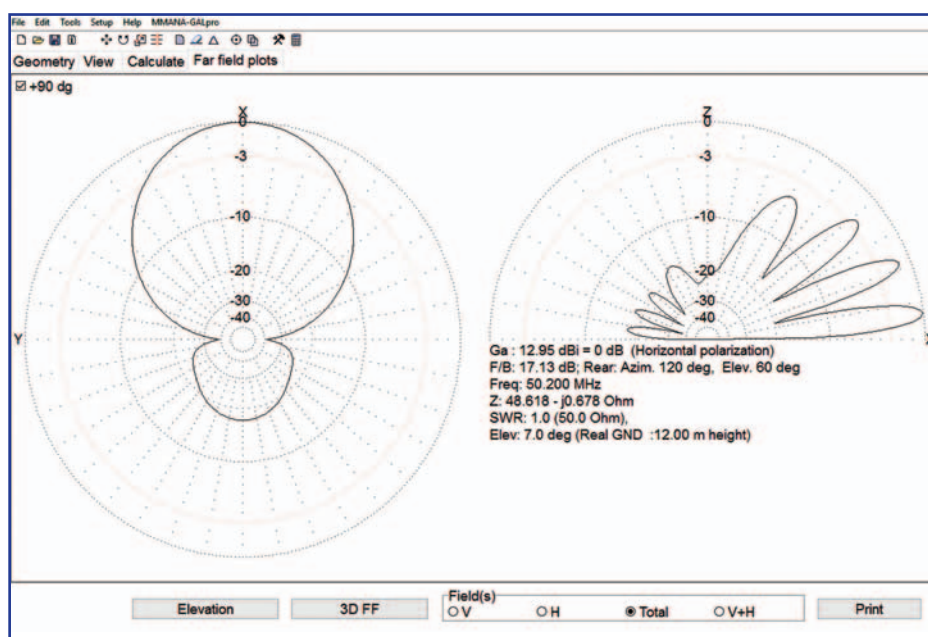 File Edit Tools Setup Help MMANA-GALpro
Geometry View Calculate Far field plots
+90 dg
X
0
-3
-10
-20
-30
-40
Y
Z
0
-3
-10
-20
-30
-40
X
Ga : 12.95 dBi = 0 dB (Horizontal polarization)
F/B: 17.13 dB; Rear: Azim. 120 deg, Elev. 60 deg
Freq: 50.200 MHz
Z: 48.618 - j0.678 Ohm
SWR: 1.0 (50.0 Ohm),
Elev: 7.0 deg (Real GND :12.00 m height)
Elevation
3D FF
Field(s)
V H Total V+H
Print